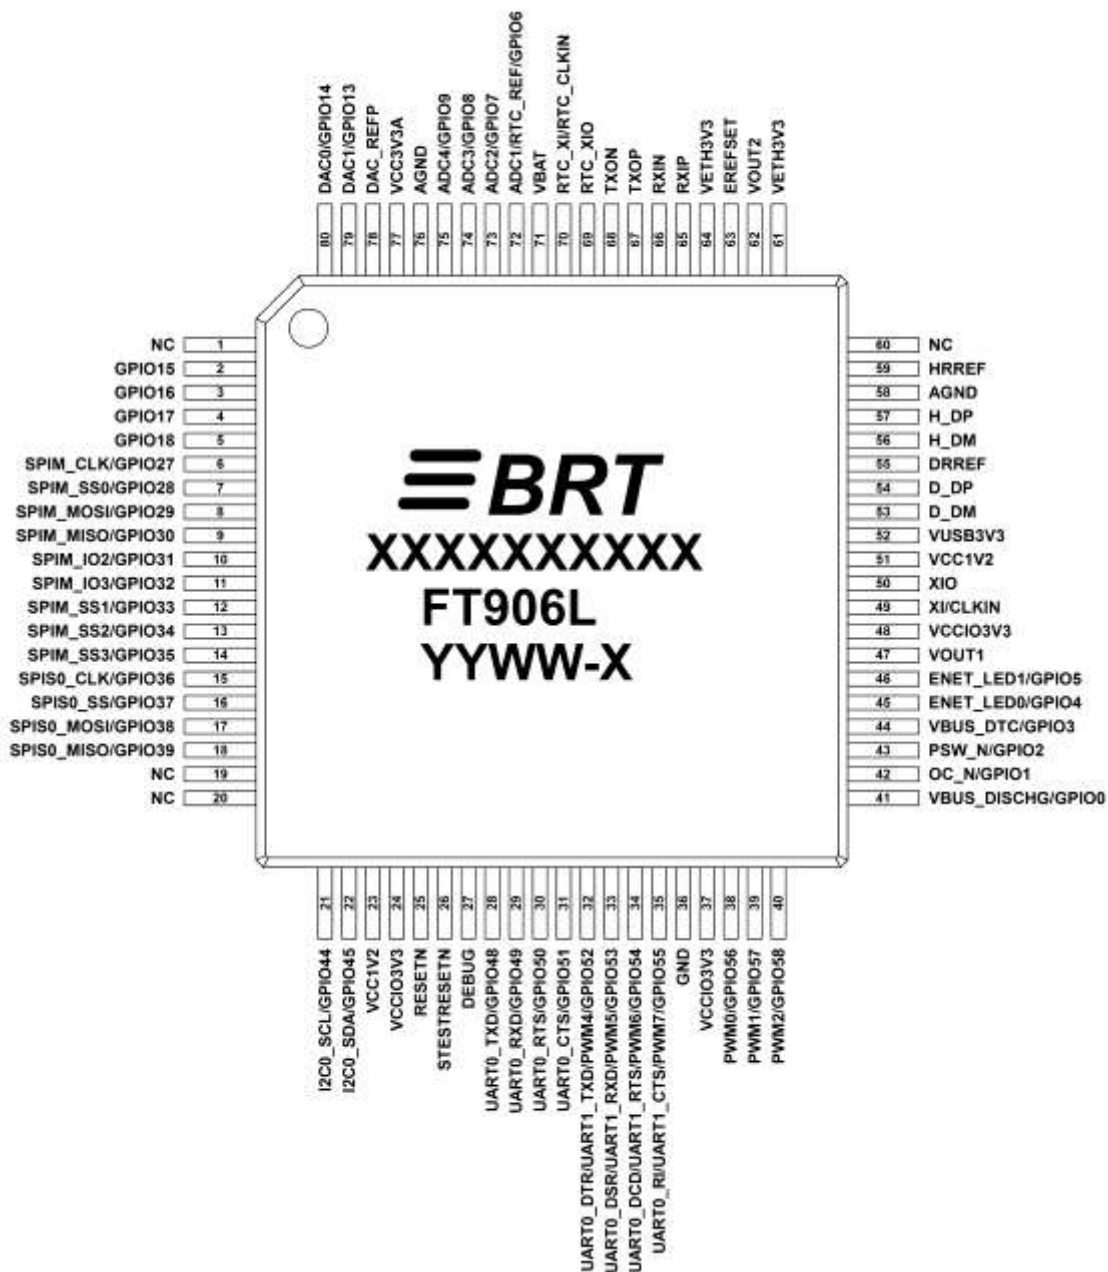 DAC0/GPIO14
DAC1/GPIO13
DAC_REFP
VCC3V3A
AGND
ADC4/GPIO9
ADC3/GPIO8
ADC2/GPIO7
ADC1/RTC_REF/GPIO6
VBAT
RTC_XI/RTC_CLKIN
RTC_XIO
TXON
TXOP
RXIN
RXIP
VETH3V3
EREFSET
VOUT2
VETH3V3
80 79 78 77 76 75 74 73 72 71 70 69 68 67 66 65 64 63 62 61
NC 1
GPIO15 2
GPIO16 3
GPIO17 4
GPIO18 5
SPIM_CLK/GPIO27 6
SPIM_SS0/GPIO28 7
SPIM_MOSI/GPIO29 8
SPIM_MISO/GPIO30 9
SPIM_IO2/GPIO31 10
SPIM_IO3/GPIO32 11
SPIM_SS1/GPIO33 12
SPIM_SS2/GPIO34 13
SPIM_SS3/GPIO35 14
SPIS0_CLK/GPIO36 15
SPIS0_SS/GPIO37 16
SPIS0_MOSI/GPIO38 17
SPIS0_MISO/GPIO39 18
NC 19
NC 20
BRT
XXXXXXXXXX
FT906L
YYWW-X
60 NC
59 HRREF
58 AGND
57 H_DP
56 H_DM
55 DRREF
54 D_DP
53 D_DM
52 VUSB3V3
51 VCC1V2
50 XIO
49 XI/CLKIN
48 VCCIO3V3
47 VOUT1
46 ENET_LED1/GPIO5
45 ENET_LED0/GPIO4
44 VBUS_DTC/GPIO3
43 PSW_N/GPIO2
42 OC_N/GPIO1
41 VBUS_DISCHG/GPIO0
21 22 23 24 25 26 27 28 29 30 31 32 33 34 35 36 37 38 39 40
I2C0_SCL/GPIO44
I2C0_SDA/GPIO45
VCC1V2
VCCIO3V3
RESETN
STESTRESETN
DEBUG
UART0_TXD/GPIO48
UART0_RXD/GPIO49
UART0_RTS/GPIO50
UART0_CTS/GPIO51
UART0_DTR/UART1_TXD/PWM4/GPIO52
UART0_DSR/UART1_RXD/PWM5/GPIO53
UART0_DCD/UART1_RTS/PWM6/GPIO54
UART0_RI/UART1_CTS/PWM7/GPIO55
GND
VCCIO3V3
PWM0/GPIO56
PWM1/GPIO57
PWM2/GPIO58